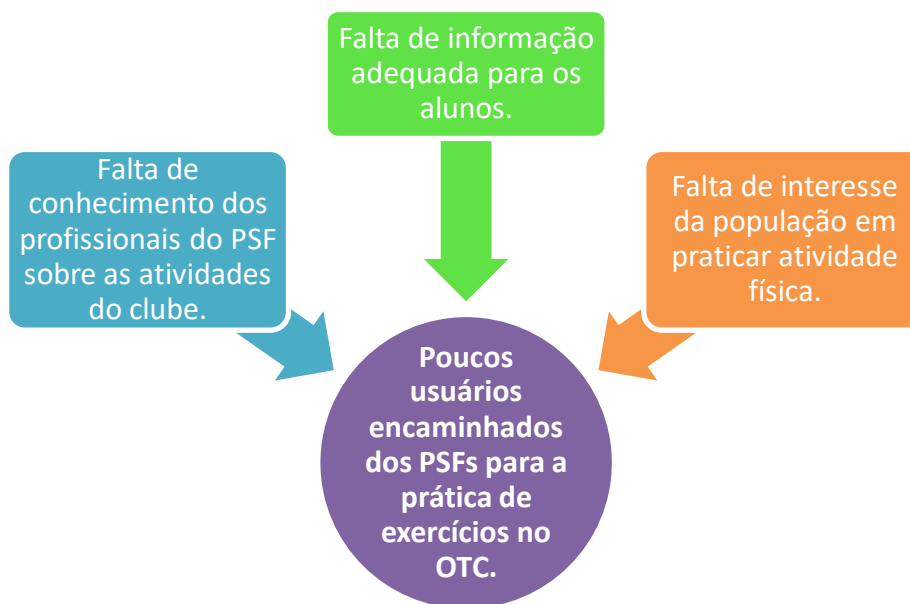 Falta de informação
adequada para os
alunos.
Falta de
conhecimento dos
profissionais do PSF
sobre as atividades
do clube.
Falta de interesse
da população em
praticar atividade
física.
Poucos
usuários
encaminhados
dos PSFs para a
prática de
exercícios no
OTC.